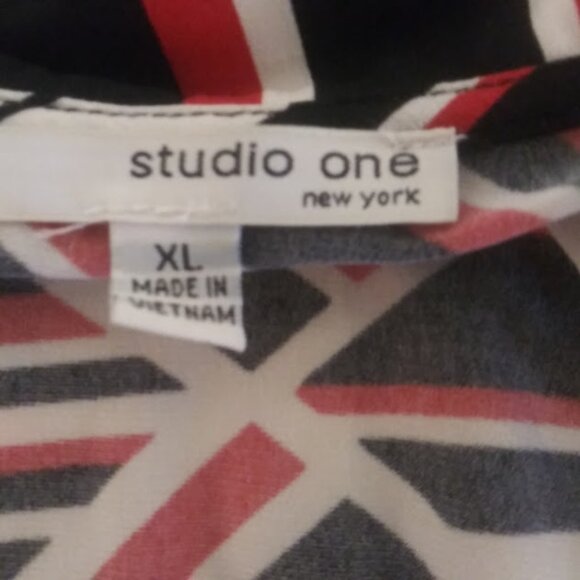 studio one
new york
XL
MADE IN
VIETNAM